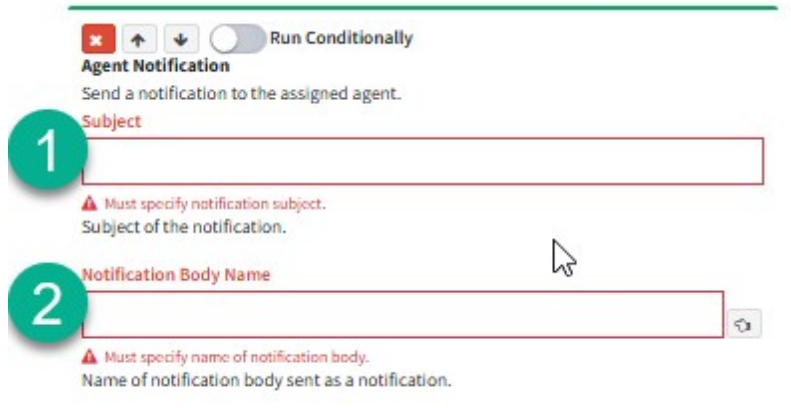 Run Conditionally
Agent Notification
Send a notification to the assigned agent.
1
Subject
Must specify notification subject.
Subject of the notification.
2
Notification Body Name
Must specify name of notification body.
Name of notification body sent as a notification.